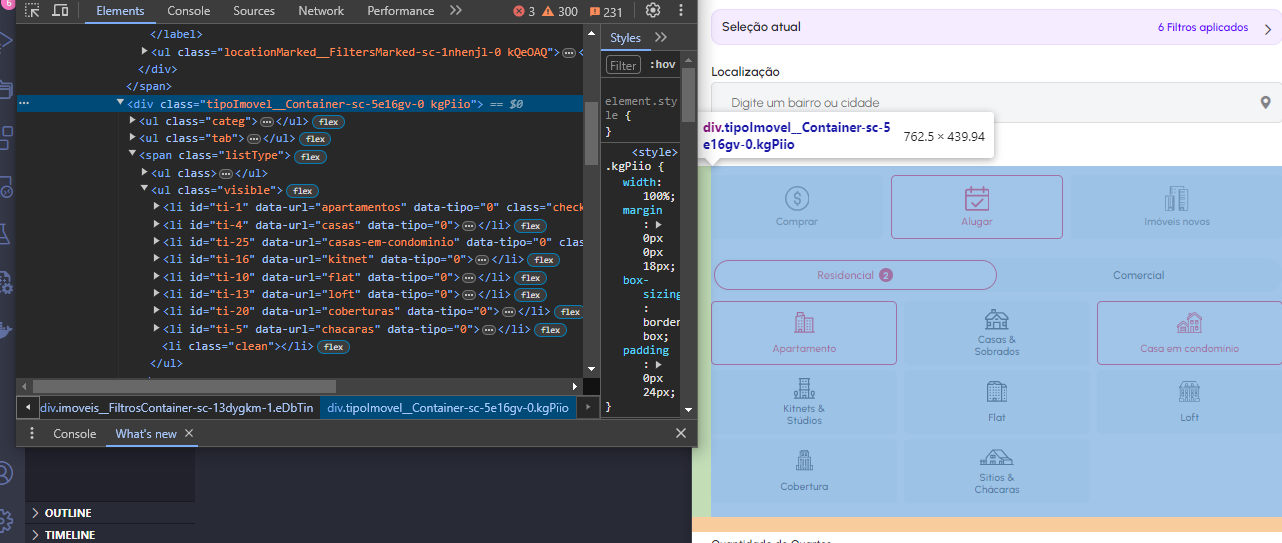 6
Elements Console Sources Network Performance 3 300 231
</label>
<ul class="locationMarked__FiltersMarked-sc-1nhenjl-0 kQeOAQ">
</div>
</span>
<div class="tipoImovel__Container-sc-5e16gv-0 kgPiio"> == $0
<ul class="categ"> </ul> flex
<ul class="tab"> </ul> flex
<span class="listType"> flex
<ul class> </ul>
<ul class="visible"> flex
<li id="ti-1" data-url="apartamentos" data-tipo="0" class="check
<li id="ti-4" data-url="casas" data-tipo="0"> </li> flex
<li id="ti-25" data-url="casas-em-condominio" data-tipo="0" clas
<li id="ti-16" data-url="kitnet" data-tipo="0"> </li> flex
<li id="ti-10" data-url="flat" data-tipo="0"> </li> flex
<li id="ti-13" data-url="loft" data-tipo="0"> </li> flex
<li id="ti-20" data-url="coberturas" data-tipo="0"> </li> flex
<li id="ti-5" data-url="chacaras" data-tipo="0"> </li> flex
<li class="clean"></li> flex
</ul>
div.imoveis__FiltrosContainer-sc-13dygkm-1.eDbTin div.tipoImovel__Container-sc-5e16gv-0.kgPiio
Styles
Filter :hov
element.sty
le {
}
<style>
.kgPiio {
width:
100%;
margin
:
0px
0px
18px;
box-
sizing
:
border
box;
padding
:
0px
24px;
}
Console What's new
OUTLINE
TIMELINE
Seleção atual 6 Filtros aplicados
Localização
Digite um bairro ou cidade
div.tipoImovel__Container-sc-5
e16gv-0.kgPiio 762.5 × 439.94
Comprar Alugar Imóveis novos
Residencial 2 Comercial
Apartamento
Casas &
Sobrados
Casa em condomínio
Kitnets &
Stúdios
Flat
Loft
Cobertura
Sítios &
Chácaras
Quantidade de Quartos